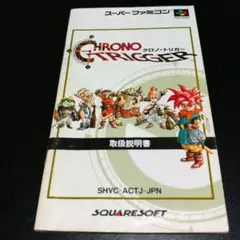 スーパーファミコン
CHRONO
クロノ・トリガー
TRIGGER
取扱説明書
SHVC-ACTJ-JPN
SQUARESOFT